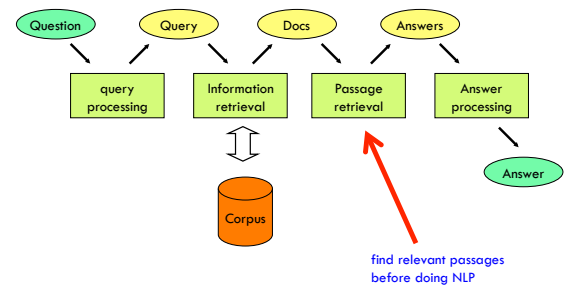 Question
Query
Docs
Answers
query
processing
Information
retrieval
Passage
retrieval
Answer
processing
Answer
Corpus
find relevant passages
before doing NLP